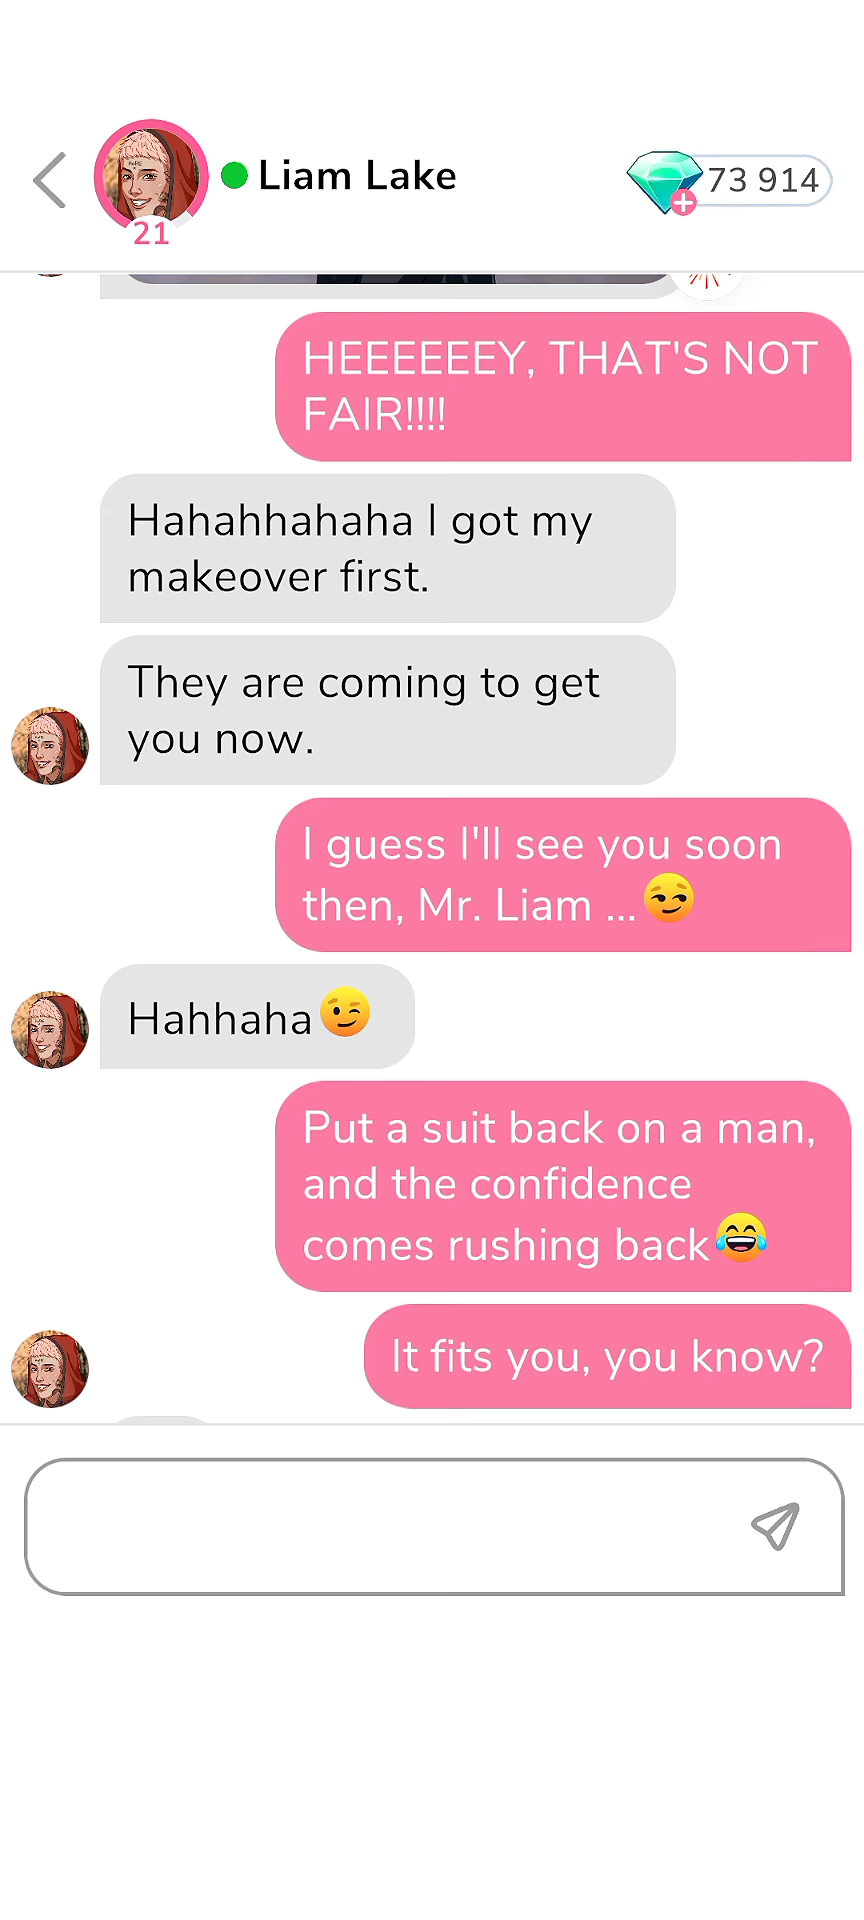 Liam Lake
73 914
21
HEEEEEEY, THAT'S NOT
FAIR!!!!
Hahahhahaha I got my
makeover first.
They are coming to get
you now.
I guess I'll see you soon
then, Mr. Liam ...😏
Hahhaha😉
Put a suit back on a man,
and the confidence
comes rushing back😂
It fits you, you know?